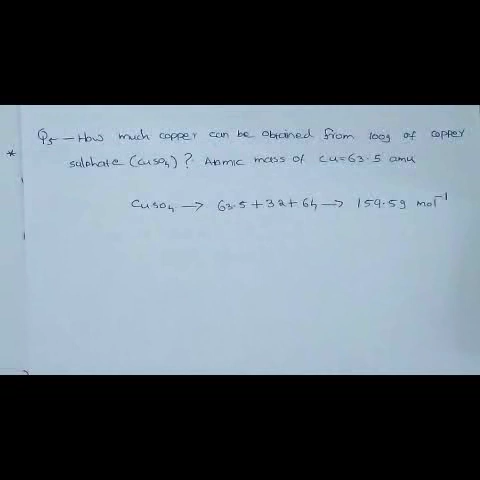 Q5 - How much copper can be obtained from 100g of copper
* sulphate (CuSO4)? Atomic mass of Cu=63.5 amu
CuSO4 → 63.5+32+64 → 159.5g mol⁻¹